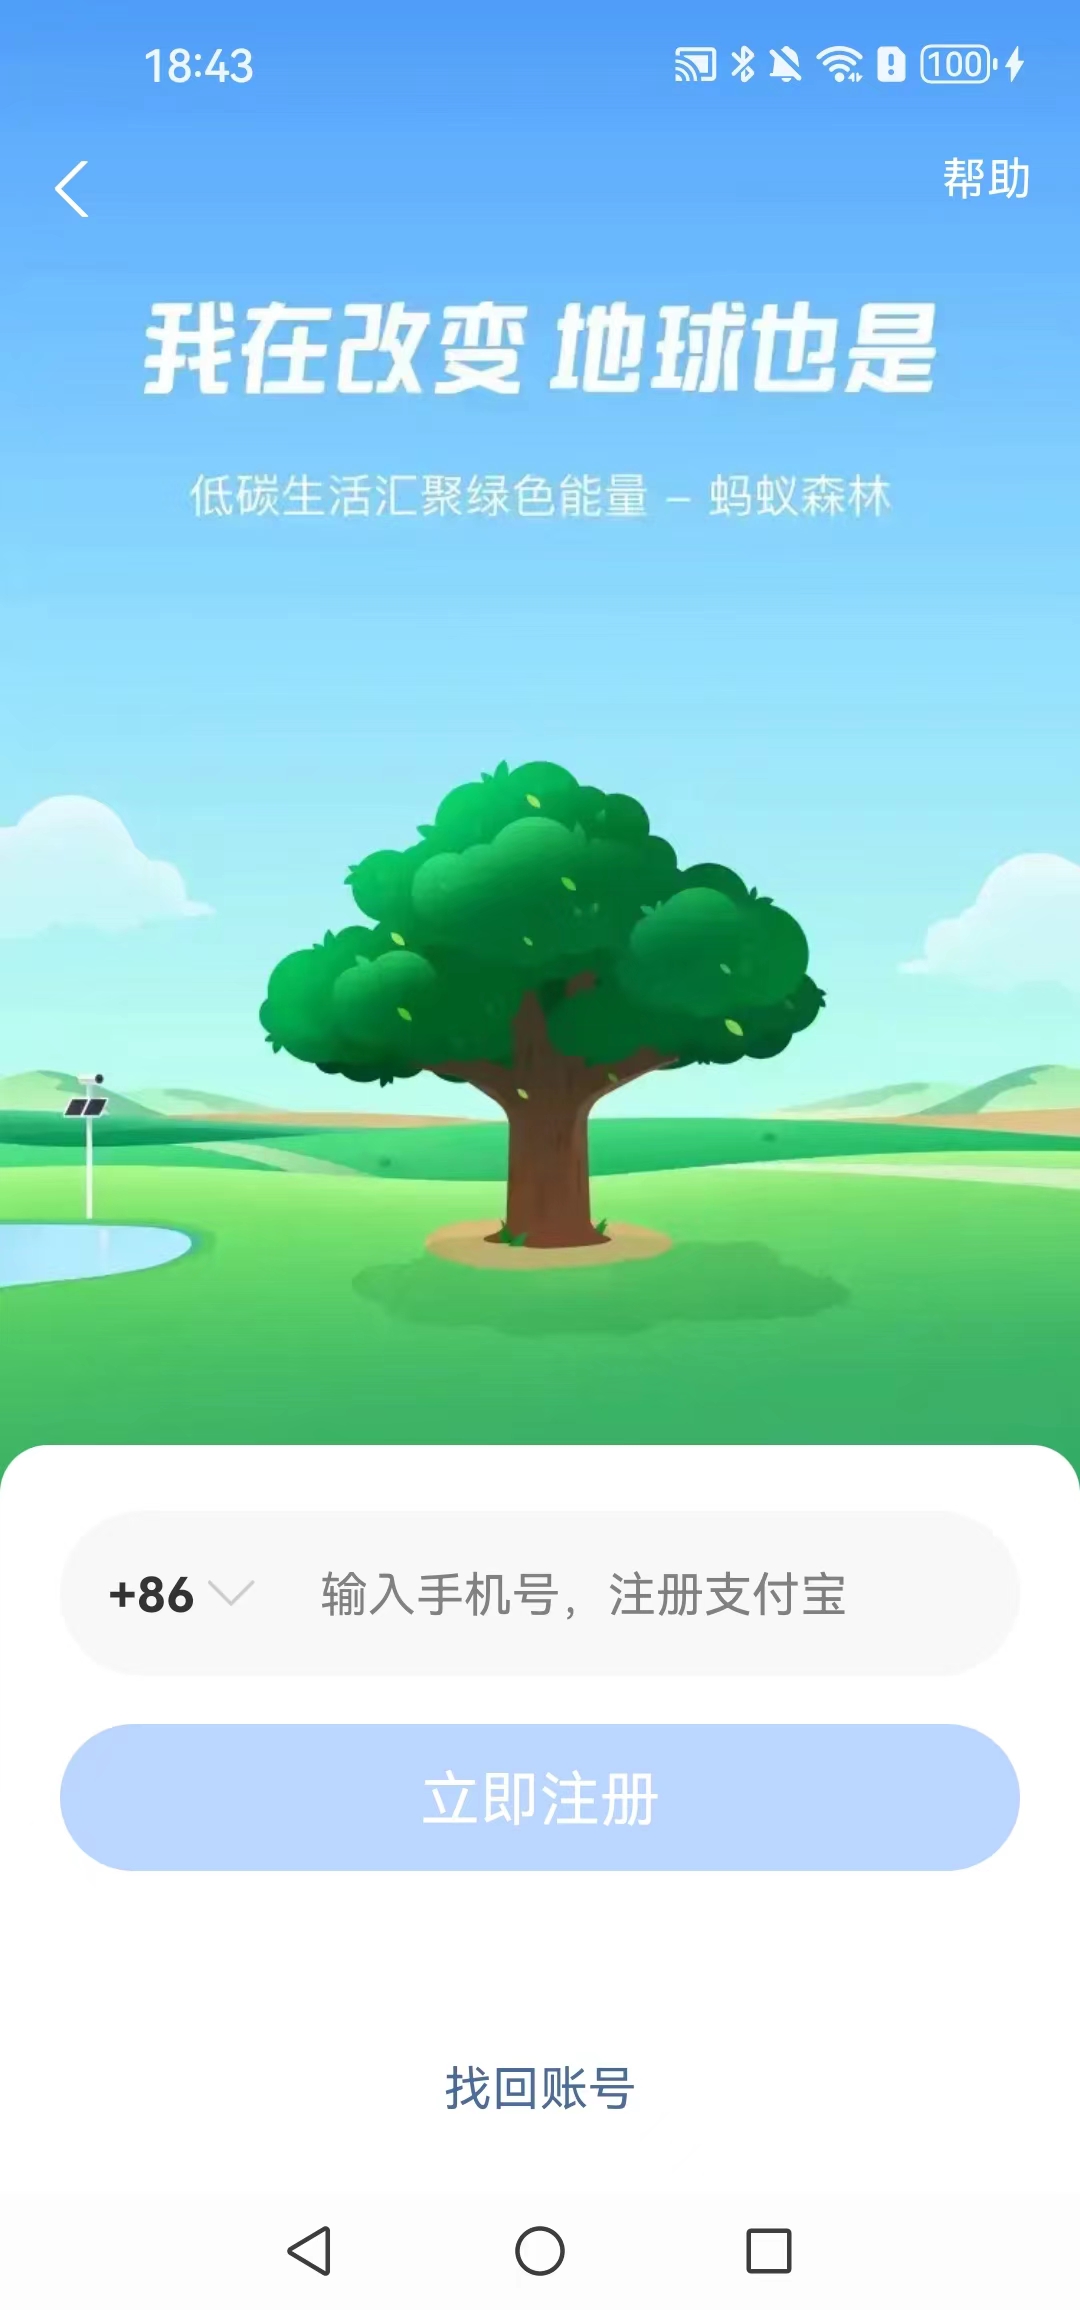 18:43
100
帮助
我在改变 地球也是
低碳生活汇聚绿色能量 – 蚂蚁森林
+86 输入手机号，注册支付宝
立即注册
找回账号